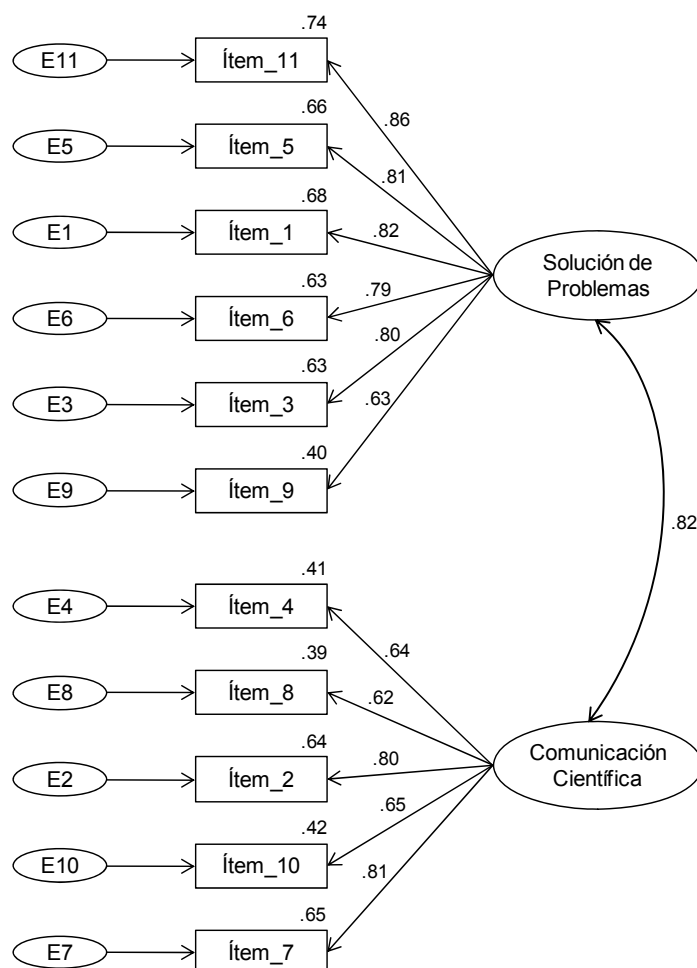 .74
E11 Ítem_11
.86
.66
E5 Ítem_5
.81
.68
E1 Ítem_1
.82
Solución de
Problemas
.63
E6 Ítem_6
.79
.63
E3 Ítem_3
.80
.40
E9 Ítem_9
.63
.82
.41
E4 Ítem_4
.64
.39
E8 Ítem_8
.62
.64
E2 Ítem_2
.80
Comunicación
Científica
.42
E10 Ítem_10
.65
.65
E7 Ítem_7
.81